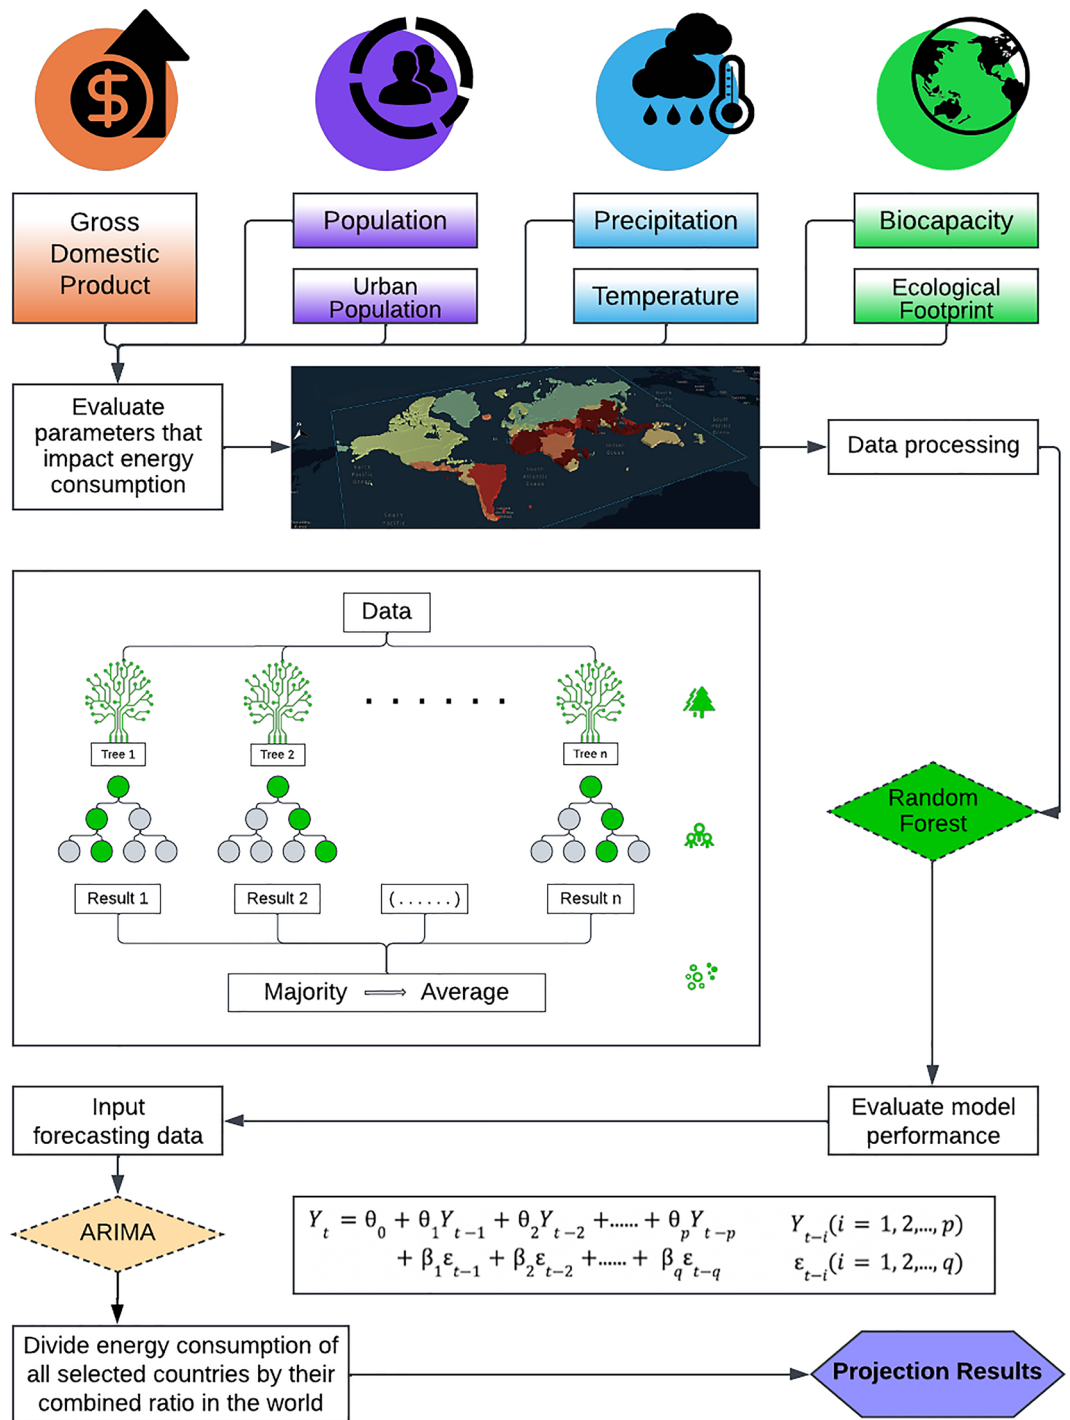 Gross
Domestic
Product
Population
Urban
Population
Precipitation
Temperature
Biocapacity
Ecological
Footprint
Evaluate
parameters that
impact energy
consumption
Data processing
Data
Tree 1
Tree 2
. . . . . .
Tree n
Result 1
Result 2
(......)
Result n
Majority ⟹ Average
Random
Forest
Evaluate model
performance
Input
forecasting data
ARIMA
Y_t = θ_0 + θ_1Y_{t−1} + θ_2Y_{t−2} +...... + θ_pY_{t−p}
+ β_1ε_{t−1} + β_2ε_{t−2} +...... + β_qε_{t−q}
Y_{t−i}(i = 1, 2,..., p)
ε_{t−i}(i = 1, 2,..., q)
Divide energy consumption of
all selected countries by their
combined ratio in the world
Projection Results